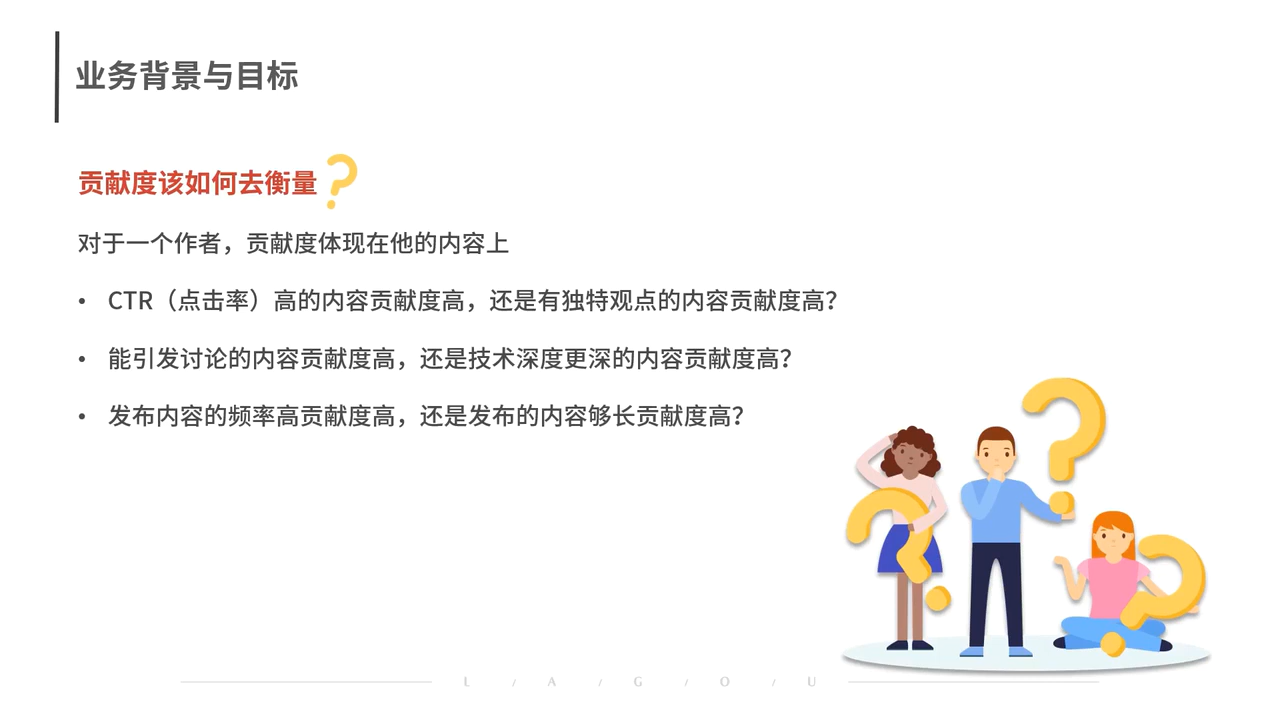 业务背景与目标
贡献度该如何去衡量
对于一个作者，贡献度体现在他的内容上
• CTR（点击率）高的内容贡献度高，还是有独特观点的内容贡献度高？
• 能引发讨论的内容贡献度高，还是技术深度更深的内容贡献度高？
• 发布内容的频率高贡献度高，还是发布的内容够长贡献度高？
L / A / G / O / U